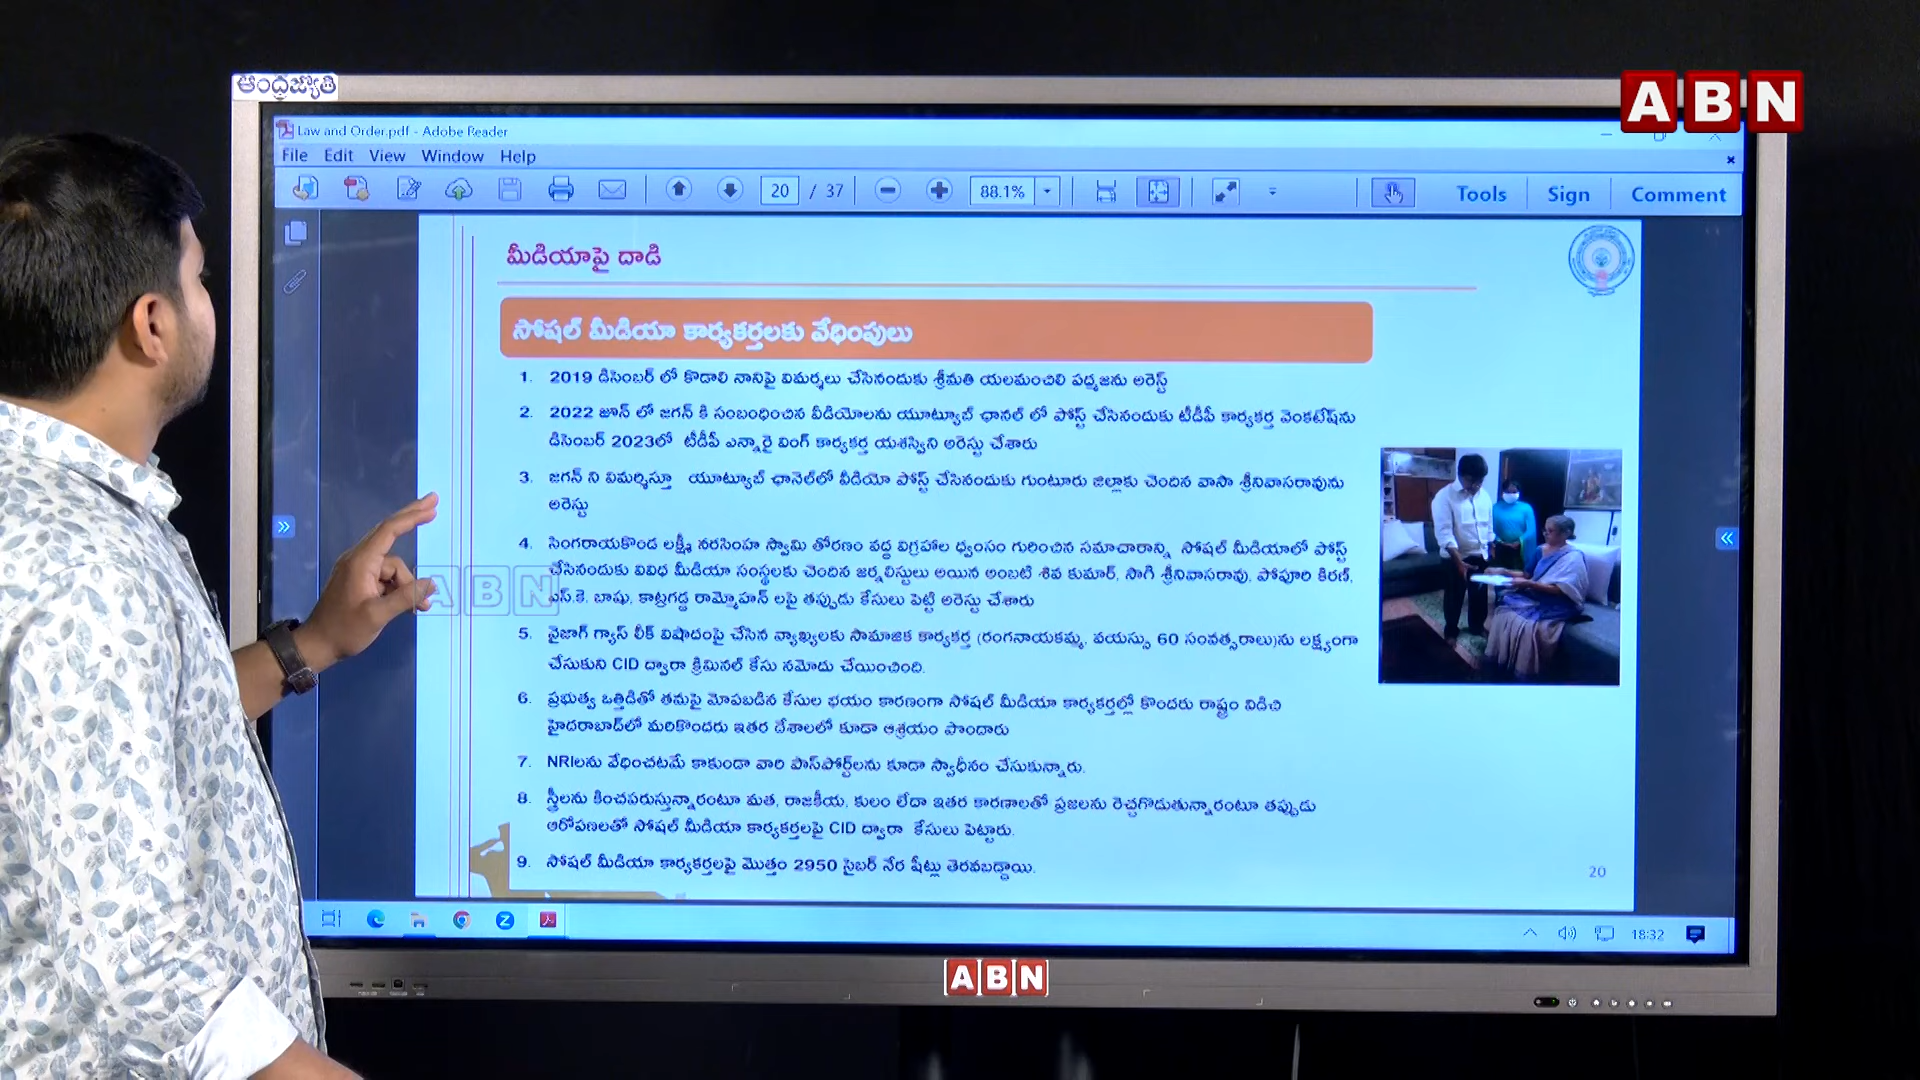 ఆంధ్రజ్యోతి
ABN
Law and Order.pdf - Adobe Reader
File Edit View Window Help
20 / 37 88.1% Tools Sign Comment
మీడియాపై దాడి
సోషల్ మీడియా కార్యకర్తలకు వేధింపులు
1. 2019 డిసెంబర్ లో కొడాలి నానిపై విమర్శలు చేసినందుకు శ్రీమతి యలమంచిలి పద్మజను అరెస్ట్
2. 2022 జూన్ లో జగన్ కి సంబంధించిన వీడియోలను యూట్యూబ్ ఛానల్ లో పోస్ట్ చేసినందుకు టీడీపీ కార్యకర్త వెంకటేష్‌ను
డిసెంబర్ 2023లో టీడీపీ ఎన్నారై వింగ్ కార్యకర్త యశస్విని అరెస్టు చేశారు
3. జగన్ ని విమర్శిస్తూ యూట్యూబ్ ఛానెల్‌లో వీడియో పోస్ట్ చేసినందుకు గుంటూరు జిల్లాకు చెందిన వాసా శ్రీనివాసరావును
అరెస్టు
4. సింగరాయకొండ లక్ష్మీ నరసింహ స్వామి తోరణం వద్ద విగ్రహాల ధ్వంసం గురించిన సమాచారాన్ని సోషల్ మీడియాలో పోస్ట్
చేసినందుకు వివిధ మీడియా సంస్థలకు చెందిన జర్నలిస్టులు అయిన అంబటి శివ కుమార్, సాగి శ్రీనివాసరావు, పోపూరి కిరణ్,
ABN ఎస్.కె. బాషు, కాట్రగడ్డ రామ్మోహన్ లపై తప్పుడు కేసులు పెట్టి అరెస్టు చేశారు
5. వైజాగ్ గ్యాస్ లీక్ విషాదంపై చేసిన వ్యాఖ్యలకు సామాజిక కార్యకర్త (రంగనాయకమ్మ, వయస్సు 60 సంవత్సరాలు)ను లక్ష్యంగా
చేసుకుని CID ద్వారా క్రిమినల్ కేసు నమోదు చేయించింది.
6. ప్రభుత్వ ఒత్తిడితో తమపై మోపబడిన కేసుల భయం కారణంగా సోషల్ మీడియా కార్యకర్తల్లో కొందరు రాష్ట్రం విడిచి
హైదరాబాద్‌లో మరికొందరు ఇతర దేశాలలో కూడా ఆశ్రయం పొందారు
7. NRIలను వేధించటమే కాకుండా వారి పాస్‌పోర్ట్‌లను కూడా స్వాధీనం చేసుకున్నారు.
8. స్త్రీలను కించపరుస్తున్నారంటూ మత, రాజకీయ, కులం లేదా ఇతర కారణాలతో ప్రజలను రెచ్చగొడుతున్నారంటూ తప్పుడు
ఆరోపణలతో సోషల్ మీడియా కార్యకర్తలపై CID ద్వారా కేసులు పెట్టారు.
9. సోషల్ మీడియా కార్యకర్తలపై మొత్తం 2950 సైబర్ నేర షీట్లు తెరవబడ్డాయి.
20
18:32
ABN